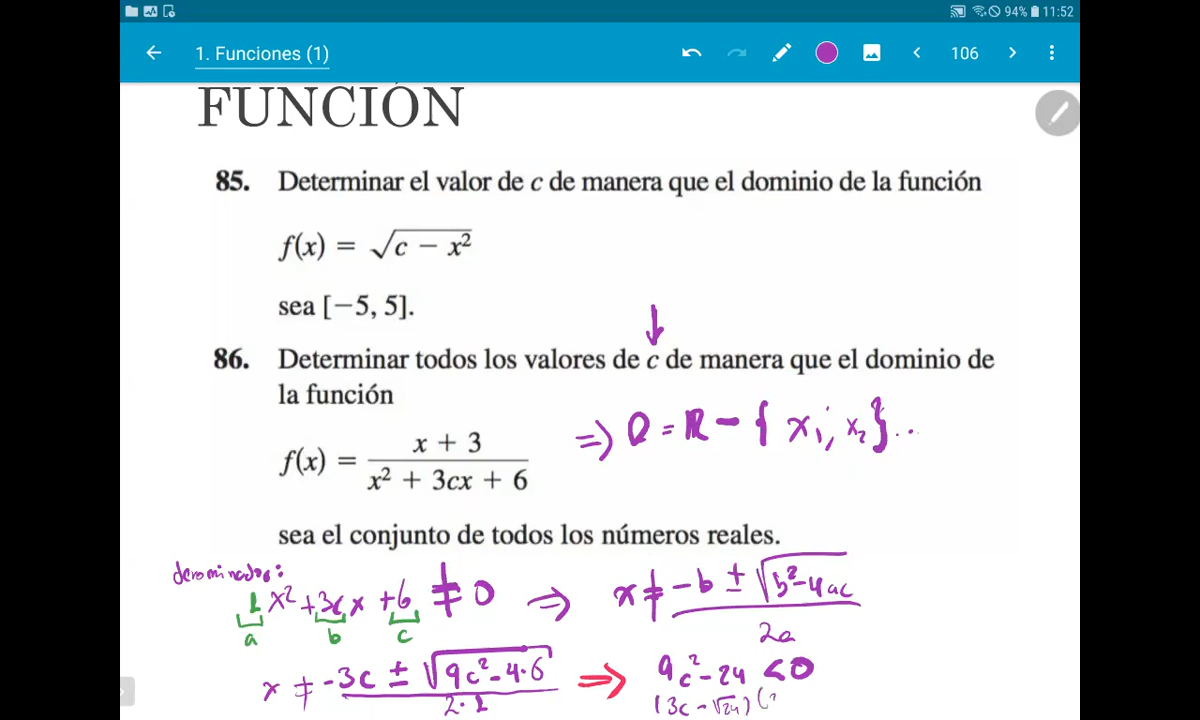 94% 11:52
1. Funciones (1)
106
FUNCIÓN
85. Determinar el valor de c de manera que el dominio de la función
f(x) = √(c − x²)
sea [−5, 5].
86. Determinar todos los valores de c de manera que el dominio de
la función
f(x) = (x + 3)/(x² + 3cx + 6)
⇒ D = ℝ − { x₁, x₂} ...
sea el conjunto de todos los números reales.
denominador:
1x² + 3cx + 6 ≠ 0 ⇒ x ≠ (−b ± √(b² − 4ac))/(2a)
a b c
x ≠ (−3c ± √(9c² − 4·6))/(2·1) ⇒ 9c² − 24 < 0
(3c − √24) (